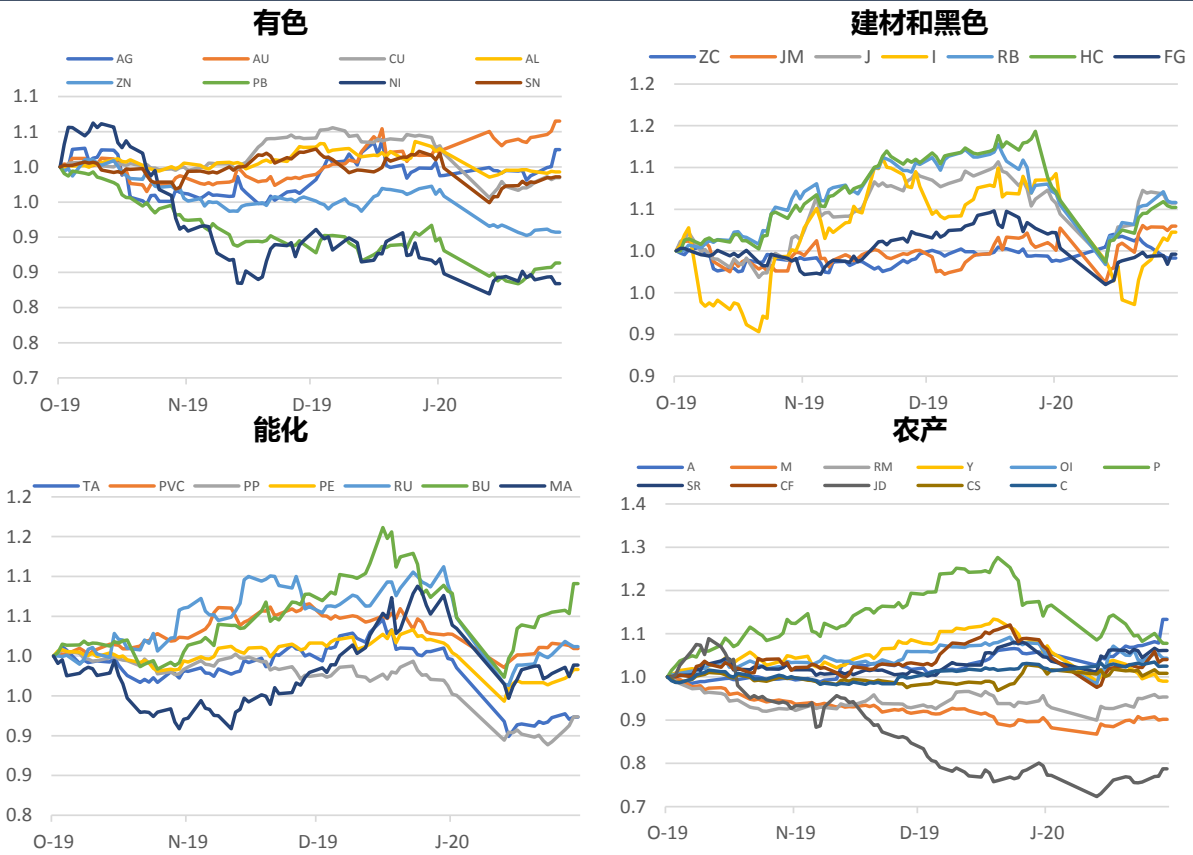 有色
AG AU CU AL
ZN PB NI SN
1.1
1.1
1.0
1.0
0.9
0.9
0.8
0.8
0.7
O-19 N-19 D-19 J-20
建材和黑色
ZC JM J I RB HC FG
1.2
1.2
1.1
1.1
1.0
1.0
0.9
0.9
O-19 N-19 D-19 J-20
能化
TA PVC PP PE RU BU MA
1.2
1.2
1.1
1.1
1.0
1.0
0.9
0.9
0.8
O-19 N-19 D-19 J-20
农产
A M RM Y OI P
SR CF JD CS C
1.4
1.3
1.2
1.1
1.0
0.9
0.8
0.7
O-19 N-19 D-19 J-20